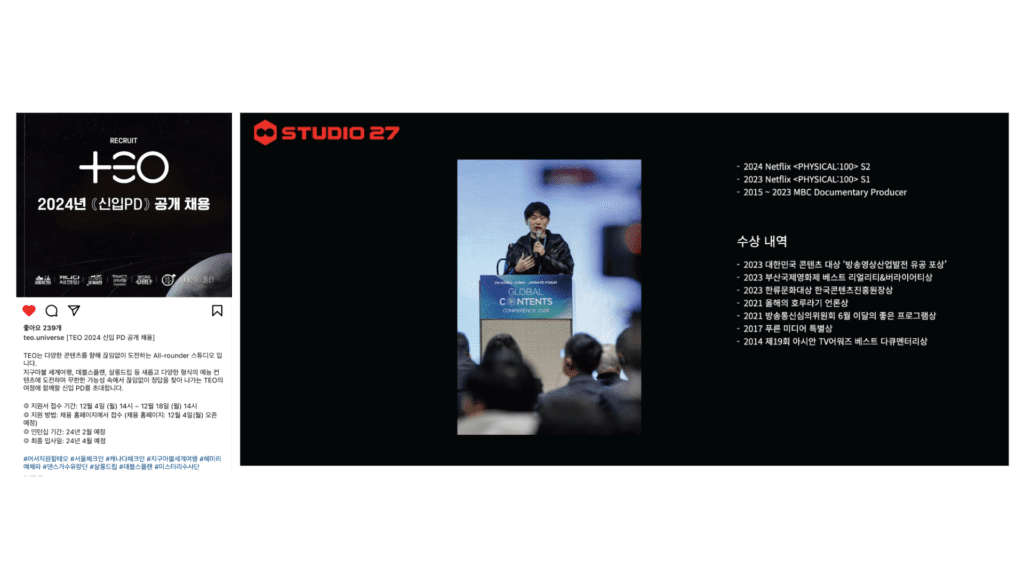 RECRUIT
TEO
2024년 《신입PD》 공개 채용
좋아요 239개
teo.universe [TEO 2024 신입 PD 공개 채용]
TEO는 다양한 콘텐츠를 향해 끊임없이 도전하는 All-rounder 스튜디오 입
니다.
지구마블 세계여행, 데블스플랜, 살롱드립 등 새롭고 다양한 형식의 예능 컨
텐츠에 도전하며 무한한 가능성 속에서 끊임없이 정답을 찾아 나가는 TEO의
여정에 함께할 신입 PD를 초대합니다.
◎ 지원서 접수 기간: 12월 4일 (월) 14시 ~ 12월 18일 (월) 14시
◎ 지원 방법: 채용 홈페이지에서 접수 (채용 홈페이지: 12월 4일(월) 오픈
예정)
◎ 인턴십 기간: 24년 2월 예정
◎ 최종 입사일: 24년 4월 예정
#어서지원할테오 #서울체크인 #캐나다체크인 #지구마불세계여행 #혜미리
예채파 #댄스가수유랑단 #살롱드립 #데블스플랜 #미스터리수사단
STUDIO 27
GLOBAL
CONTENTS
CONFERENCE
- 2024 Netflix <PHYSICAL:100> S2
- 2023 Netflix <PHYSICAL:100> S1
- 2015 ~ 2023 MBC Documentary Producer
수상 내역
- 2023 대한민국 콘텐츠 대상 '방송영상산업발전 유공 포상'
- 2023 부산국제영화제 베스트 리얼리티&버라이어티상
- 2023 한류문화대상 한국콘텐츠진흥원장상
- 2021 올해의 호루라기 언론상
- 2021 방송통신심의위원회 6월 이달의 좋은 프로그램상
- 2017 푸른 미디어 특별상
- 2014 제19회 아시안 TV어워즈 베스트 다큐멘터리상